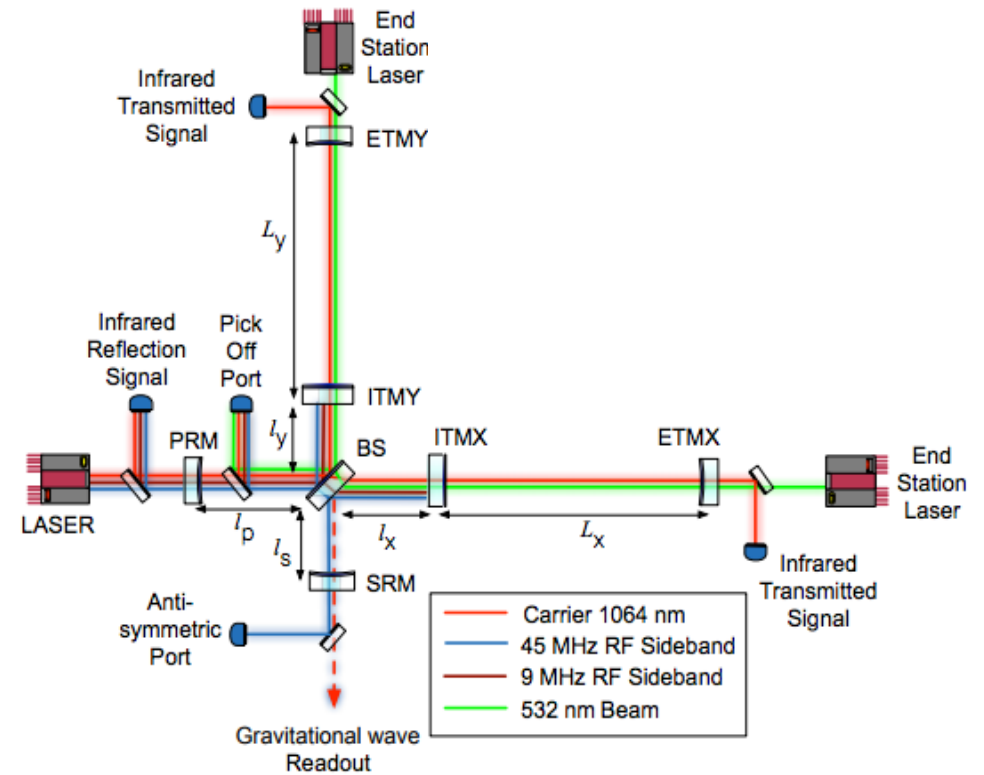 End
Station
Laser
Infrared
Transmitted
Signal
ETMY
Ly
Infrared
Reflection
Signal
Pick
Off
Port
ITMY
ly
BS
PRM
ITMX
ETMX
End
Station
Laser
LASER
lp
ls
lx
Lx
SRM
Infrared
Transmitted
Signal
Anti-
symmetric
Port
Carrier 1064 nm
45 MHz RF Sideband
9 MHz RF Sideband
532 nm Beam
Gravitational wave
Readout